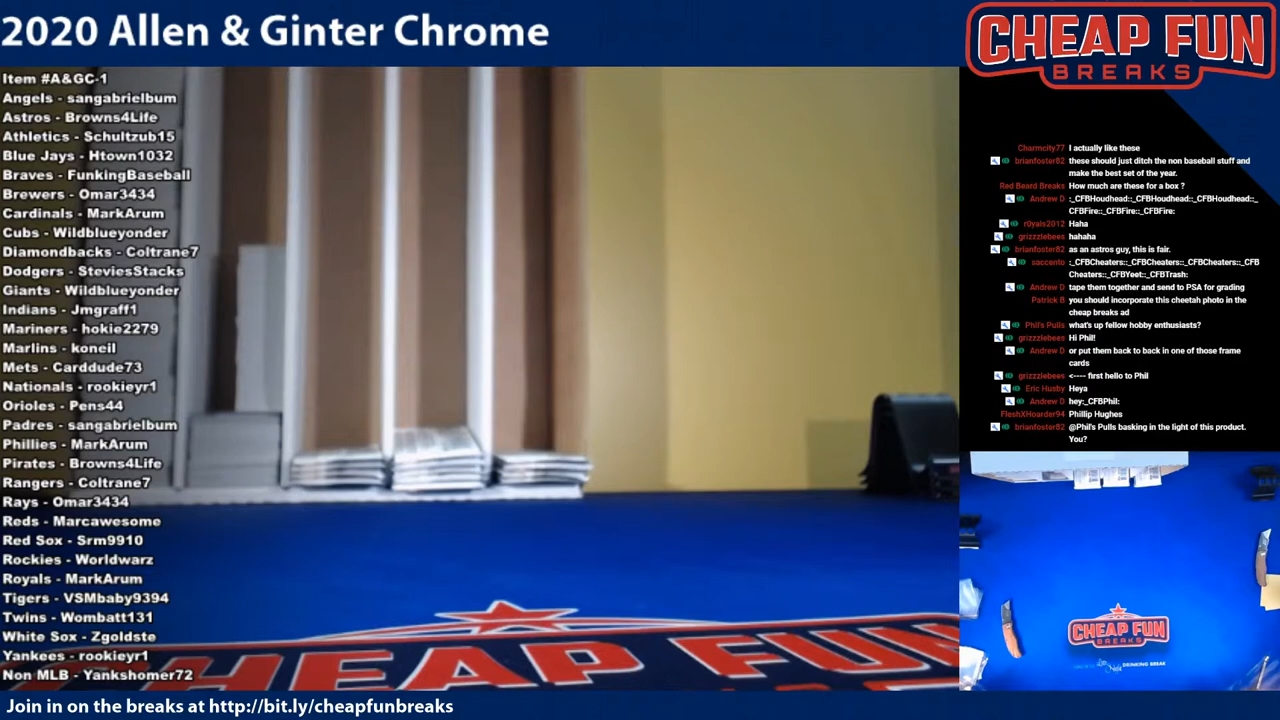 2020 Allen & Ginter Chrome
CHEAP FUN
BREAKS
Item #A&GC-1
Angels - sangabrielbum
Astros - Browns4Life
Athletics - Schultzub15
Blue Jays - Htown1032
Braves - FunkingBaseball
Brewers - Omar3434
Cardinals - MarkArum
Cubs - Wildblueyonder
Diamondbacks - Coltrane7
Dodgers - SteviesStacks
Giants - Wildblueyonder
Indians - Jmgraff1
Mariners - hokie2279
Marlins - koneil
Mets - Carddude73
Nationals - rookieyr1
Orioles - Pens44
Padres - sangabrielbum
Phillies - MarkArum
Pirates - Browns4Life
Rangers - Coltrane7
Rays - Omar3434
Reds - Marcawesome
Red Sox - Srm9910
Rockies - Worldwarz
Royals - MarkArum
Tigers - VSMbaby9394
Twins - Wombatt131
White Sox - Zgoldste
Yankees - rookieyr1
Non MLB - Yankshomer72
Charmcity77 I actually like these
brianfoster82 these should just ditch the non baseball stuff and
make the best set of the year.
Red Beard Breaks How much are these for a box ?
Andrew D :_CFBHoudhead::_CFBHoudhead::_CFBHoudhead::_
CFBFire::_CFBFire::_CFBFire:
r0yals2012 Haha
grizzzlebees hahaha
brianfoster82 as an astros guy, this is fair.
saccento :_CFBCheaters::_CFBCheaters::_CFBCheaters::_CFB
Cheaters::_CFBYeet::_CFBTrash:
Andrew D tape them together and send to PSA for grading
Patrick B you should incorporate this cheetah photo in the
cheap breaks ad
Phil's Pulls what's up fellow hobby enthusiasts?
grizzzlebees Hi Phil!
Andrew D or put them back to back in one of those frame
cards
grizzzlebees <---- first hello to Phil
Eric Husby Heya
Andrew D hey:_CFBPhil:
FleshXHoarder94 Phillip Hughes
brianfoster82 @Phil's Pulls basking in the light of this product.
You?
CHEAP FUN
BREAKS
DRINKING BREAK
CHEAP FUN
Join in on the breaks at http://bit.ly/cheapfunbreaks